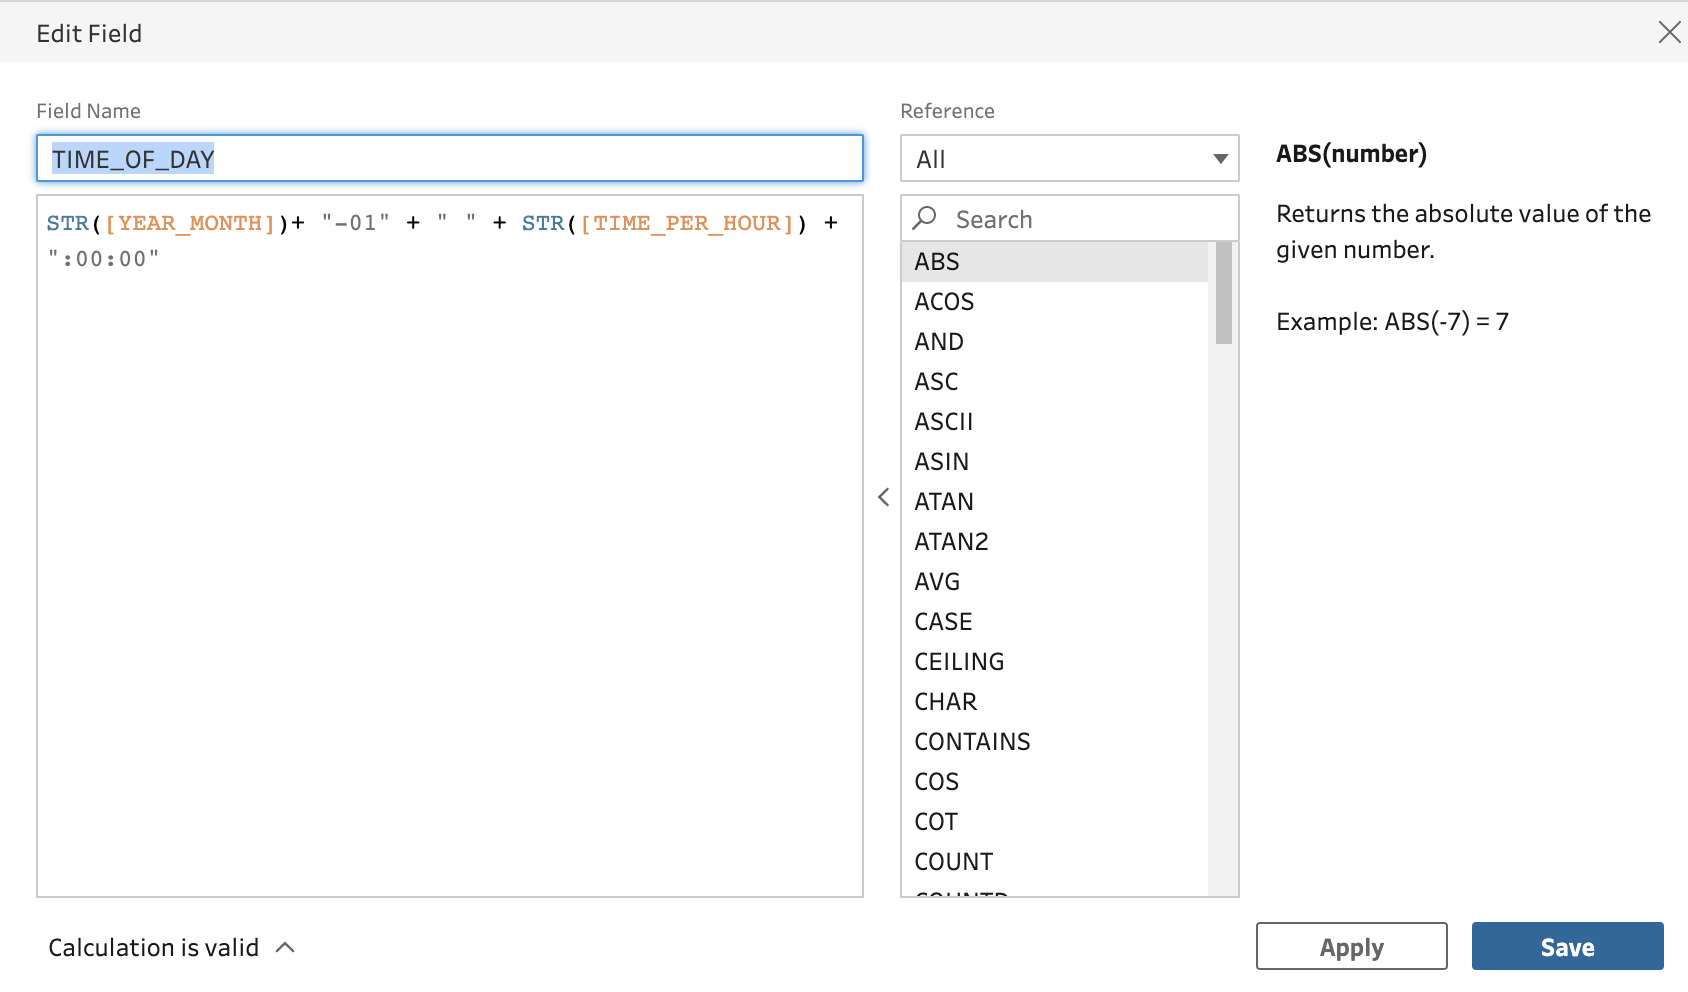 Edit Field
Field Name
TIME_OF_DAY
STR([YEAR_MONTH])+ "-01" + " " + STR([TIME_PER_HOUR]) +
":00:00"
Calculation is valid
Reference
All
Search
ABS
ACOS
AND
ASC
ASCII
ASIN
ATAN
ATAN2
AVG
CASE
CEILING
CHAR
CONTAINS
COS
COT
COUNT
COUNTD
ABS(number)
Returns the absolute value of the
given number.
Example: ABS(-7) = 7
Apply
Save